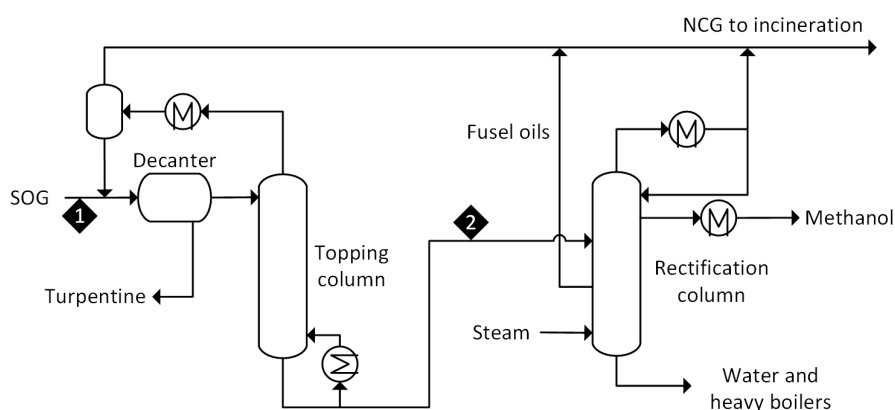 NCG to incineration
Fusel oils
Decanter
SOG
1
2
Methanol
Topping
column
Rectification
column
Turpentine
Steam
Water and
heavy boilers